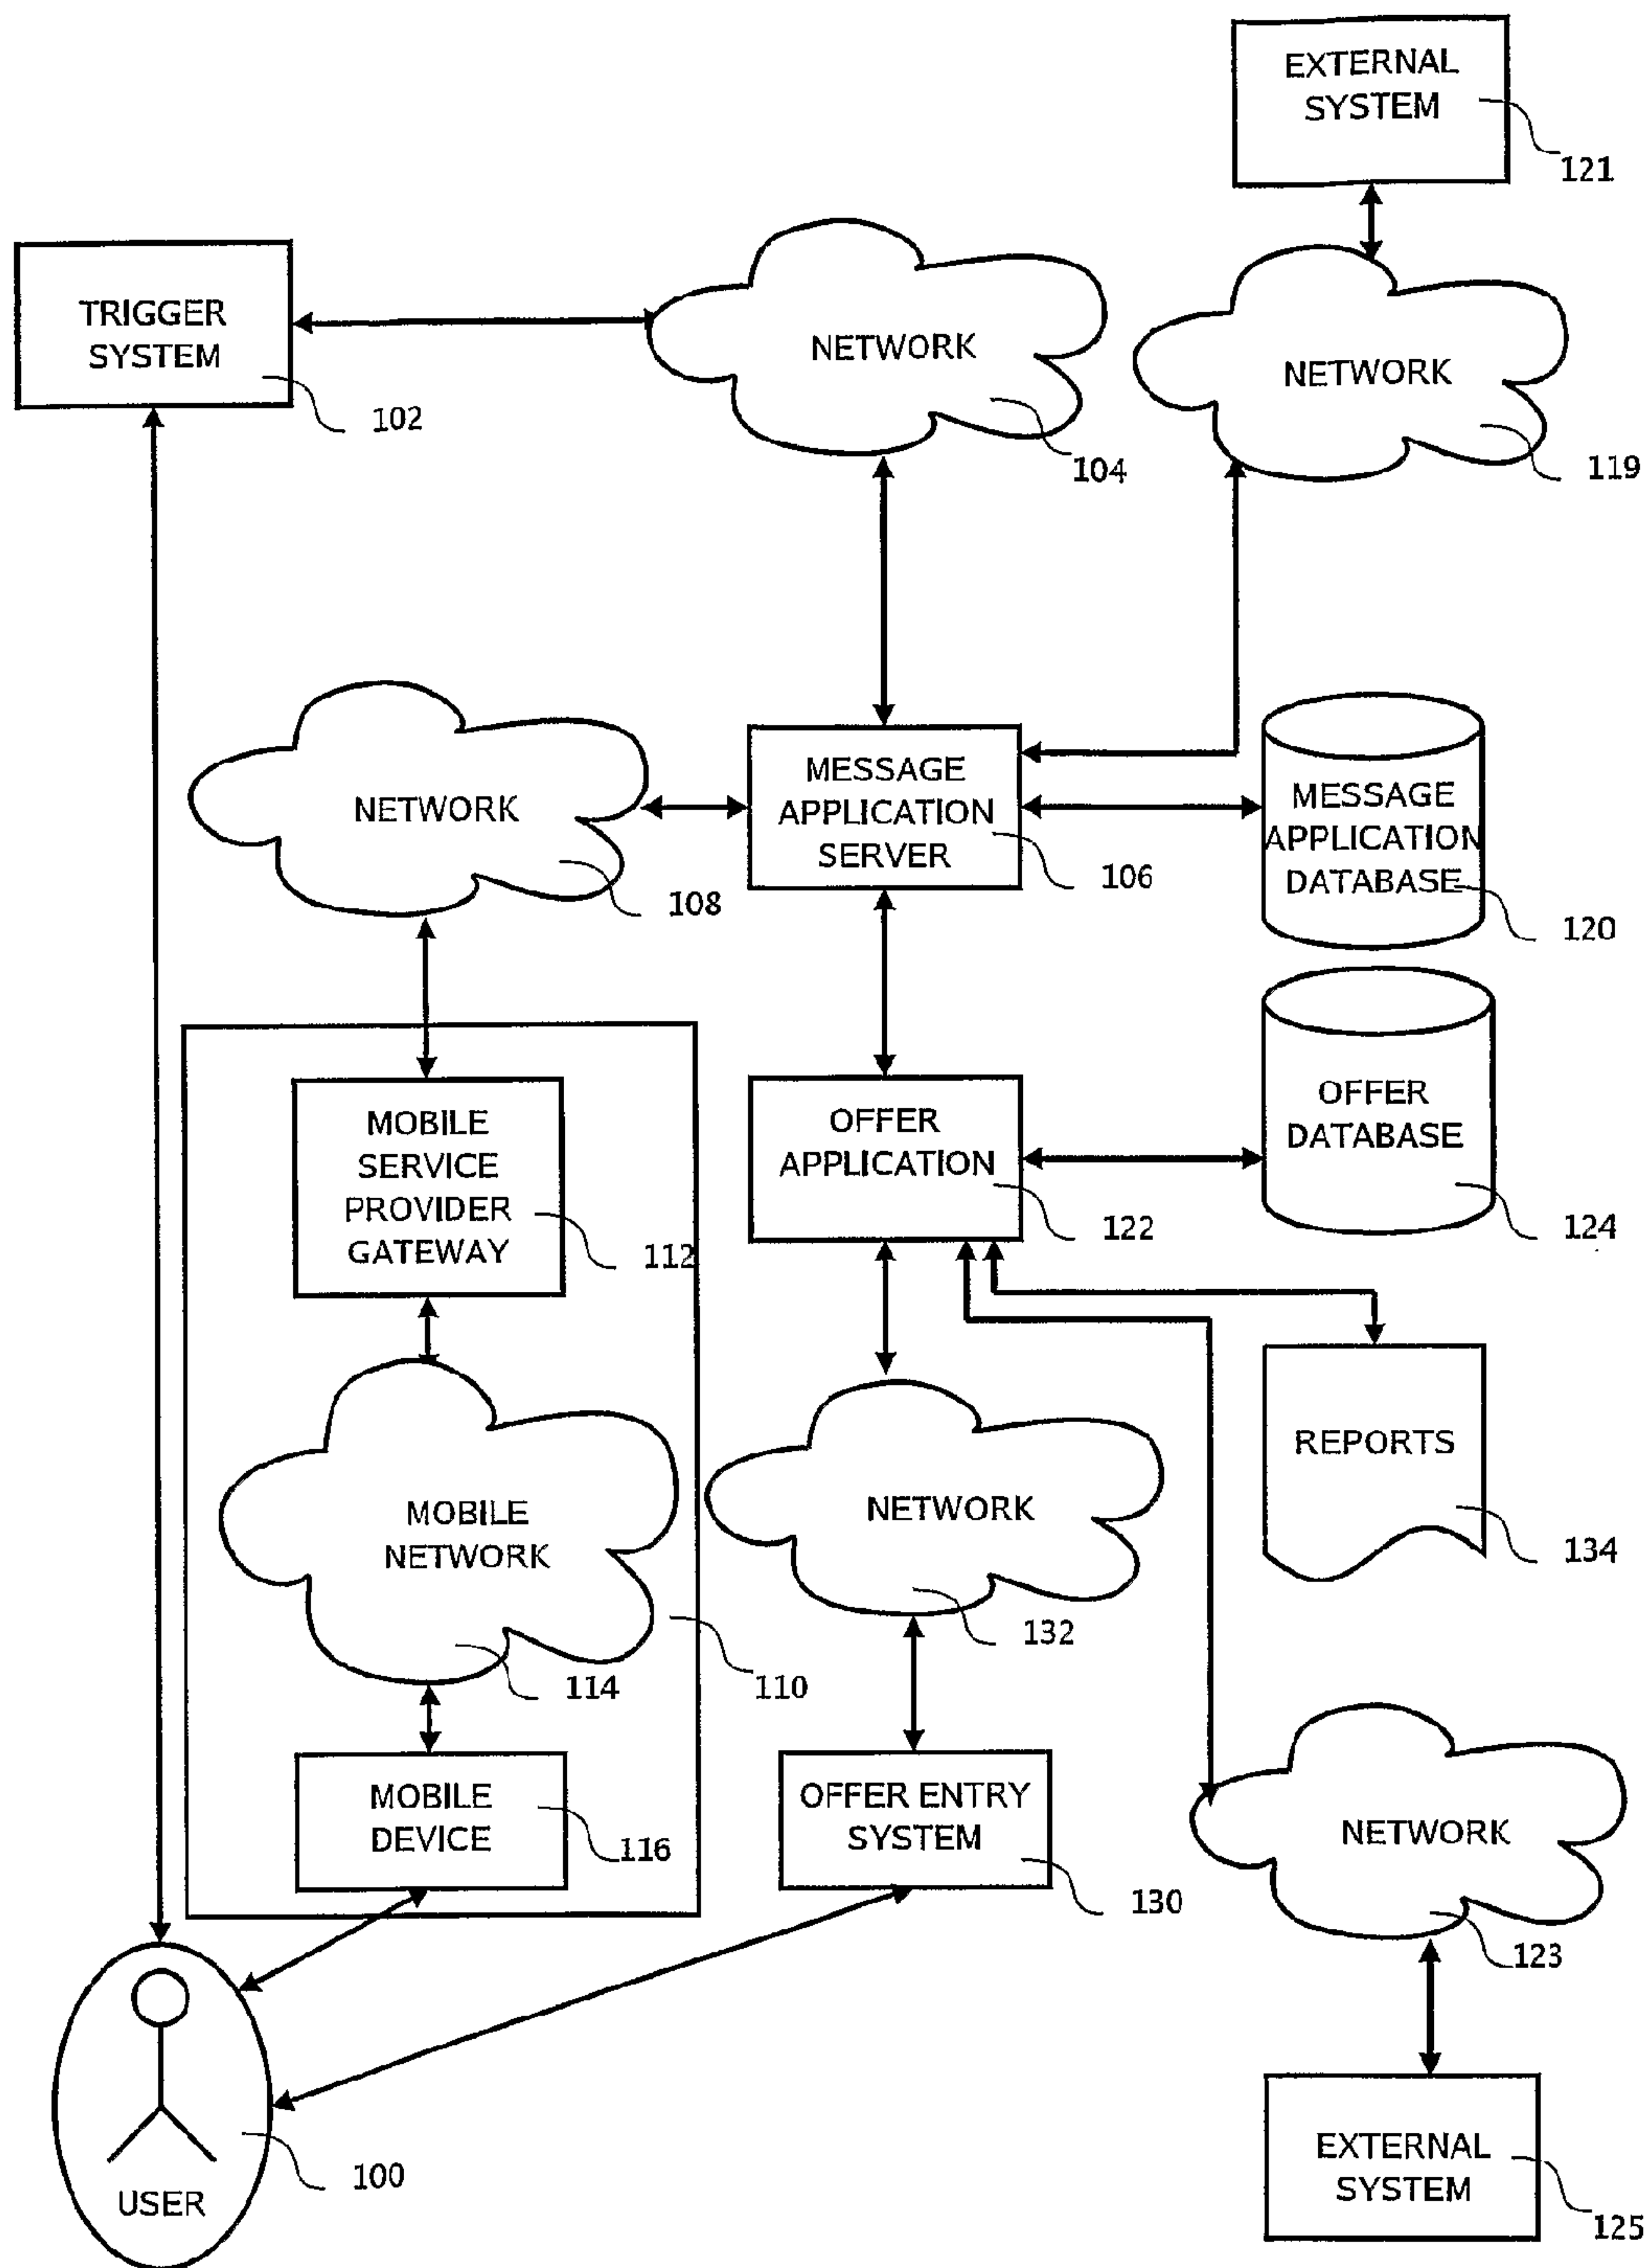 EXTERNAL
SYSTEM
121
TRIGGER
SYSTEM
102
NETWORK
104
NETWORK
119
NETWORK
108
MESSAGE
APPLICATION
SERVER
106
MESSAGE
APPLICATION
DATABASE
120
MOBILE
SERVICE
PROVIDER
GATEWAY
112
OFFER
APPLICATION
122
OFFER
DATABASE
124
MOBILE
NETWORK
114
110
NETWORK
132
REPORTS
134
MOBILE
DEVICE
116
OFFER ENTRY
SYSTEM
130
NETWORK
123
USER
100
EXTERNAL
SYSTEM
125